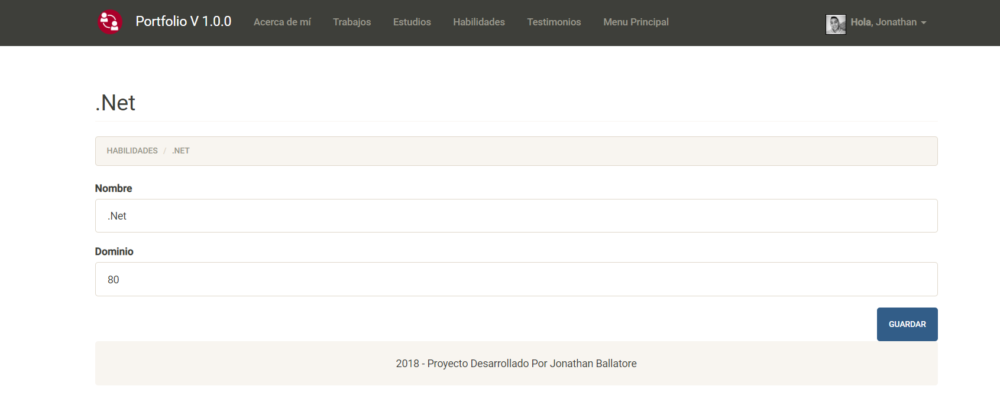 Portfolio V 1.0.0 Acerca de mí Trabajos Estudios Habilidades Testimonios Menu Principal Hola, Jonathan
.Net
HABILIDADES / .NET
Nombre
.Net
Dominio
80
GUARDAR
2018 - Proyecto Desarrollado Por Jonathan Ballatore